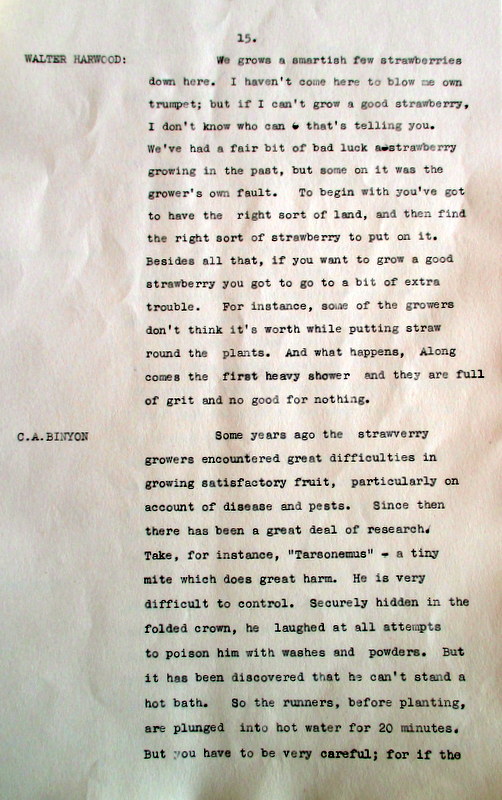 15.
WALTER HARWOOD: We grows a smartish few strawberries
down here. I haven't come here to blow me own
trumpet; but if I can't grow a good strawberry,
I don't know who can - that's telling you.
We've had a fair bit of bad luck a-strawberry
growing in the past, but some on it was the
grower's own fault. To begin with you've got
to have the right sort of land, and then find
the right sort of strawberry to put on it.
Besides all that, if you want to grow a good
strawberry you got to go to a bit of extra
trouble. For instance, some of the growers
don't think it's worth while putting straw
round the plants. And what happens, Along
comes the first heavy shower and they are full
of grit and no good for nothing.
C.A.BINYON Some years ago the strawverry
growers encountered great difficulties in
growing satisfactory fruit, particularly on
account of disease and pests. Since then
there has been a great deal of research.
Take, for instance, "Tarsonemus" - a tiny
mite which does great harm. He is very
difficult to control. Securely hidden in the
folded crown, he laughed at all attempts
to poison him with washes and powders. But
it has been discovered that he can't stand a
hot bath. So the runners, before planting,
are plunged into hot water for 20 minutes.
But you have to be very careful; for if the